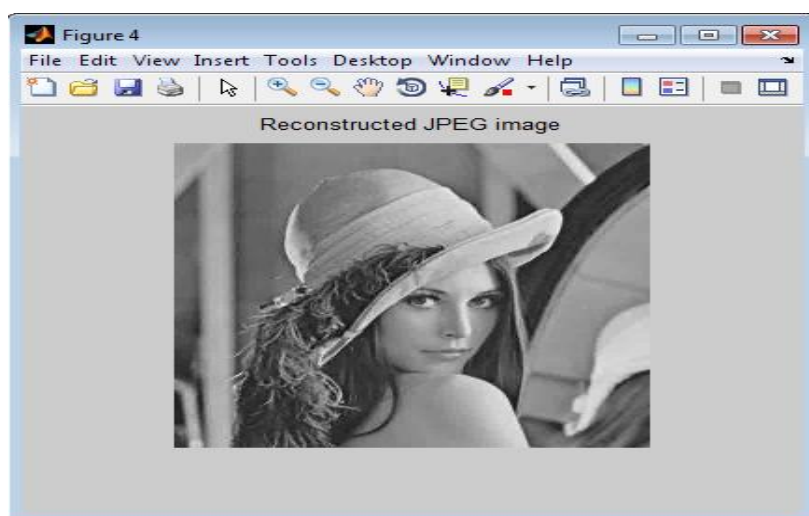 Figure 4
File Edit View Insert Tools Desktop Window Help
Reconstructed JPEG image